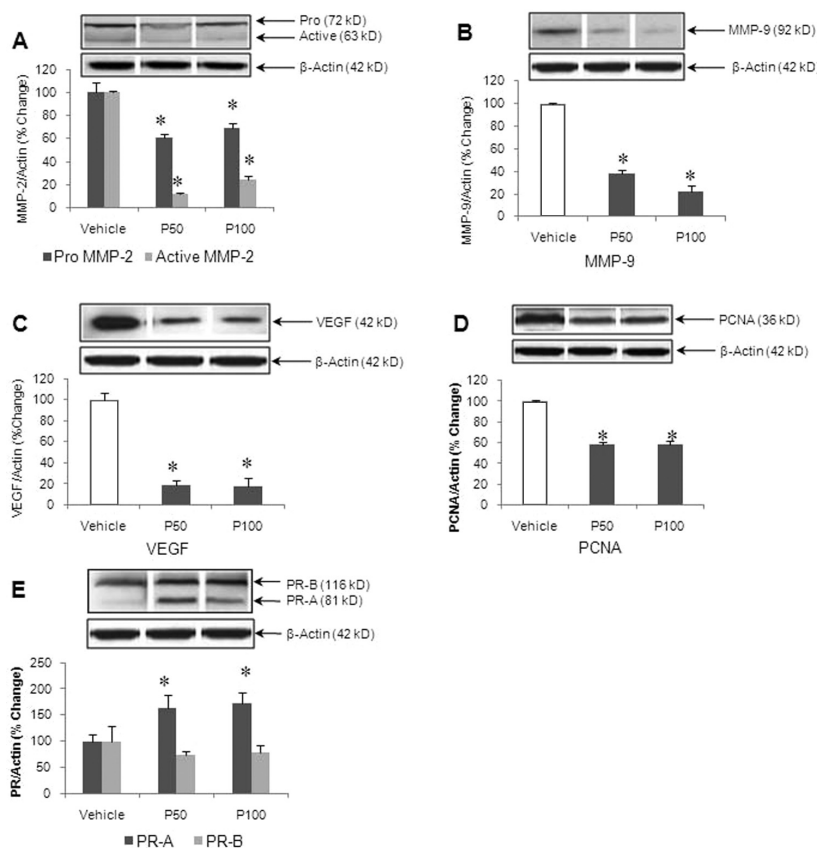 A
Pro (72 kD)
Active (63 kD)
β-Actin (42 kD)
MMP-2/Actin (% Change)
120
100
80
60
40
20
0
*
*
*
*
Vehicle P50 P100
Pro MMP-2 Active MMP-2
B
MMP-9 (92 kD)
β-Actin (42 kD)
MMP-9/Actin (% Change)
120
100
80
60
40
20
0
*
*
Vehicle P50 P100
MMP-9
C
VEGF (42 kD)
β-Actin (42 kD)
VEGF/Actin (%Change)
120
100
80
60
40
20
0
*
*
Vehicle P50 P100
VEGF
D
PCNA (36 kD)
β-Actin (42 kD)
PCNA/Actin (% Change)
120
100
80
60
40
20
0
*
*
Vehicle P50 P100
PCNA
E
PR-B (116 kD)
PR-A (81 kD)
β-Actin (42 kD)
PR/Actin (% Change)
250
200
150
100
50
0
*
*
Vehicle P50 P100
PR-A PR-B